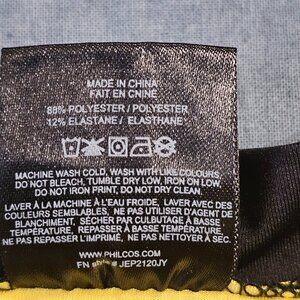 MADE IN CHINA
FAIT EN CHINE
88% POLYESTER / POLYESTER
12% ELASTANE / ELASTHANE
MACHINE WASH COLD, WASH WITH LIKE COLOURS,
DO NOT BLEACH, TUMBLE DRY LOW, IRON ON LOW.
DO NOT IRON PRINT, DO NOT DRY CLEAN.
LAVER À LA MACHINE À L'EAU FROIDE, LAVER AVEC DES
COULEURS SEMBLABLES, NE PAS UTILISER D'AGENT DE
BLANCHIMENT, SÉCHER PAR CULBUTAGE À BASSE
TEMPÉRATURE, REPASSER À BASSE TEMPÉRATURE,
NE PAS REPASSER L'IMPRIMÉ, NE PAS NETTOYER À SEC.
WWW.PHILCOS.COM
FN style # JEP2120JY